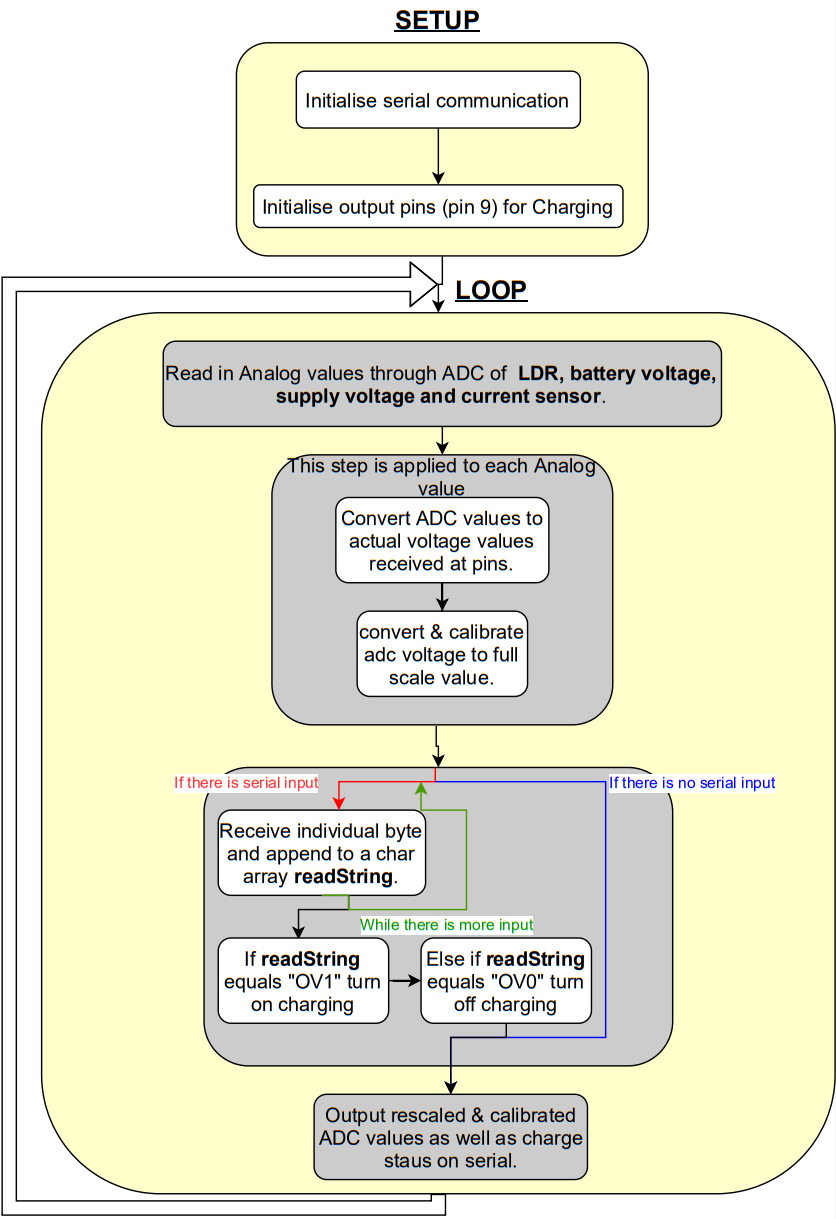 SETUP
Initialise serial communication
Initialise output pins (pin 9) for Charging
LOOP
Read in Analog values through ADC of LDR, battery voltage,
supply voltage and current sensor.
This step is applied to each Analog
value
Convert ADC values to
actual voltage values
received at pins.
convert & calibrate
adc voltage to full
scale value.
If there is serial input
If there is no serial input
Receive individual byte
and append to a char
array readString.
While there is more input
If readString
equals "OV1" turn
on charging
Else if readString
equals "OV0" turn
off charging
Output rescaled & calibrated
ADC values as well as charge
staus on serial.